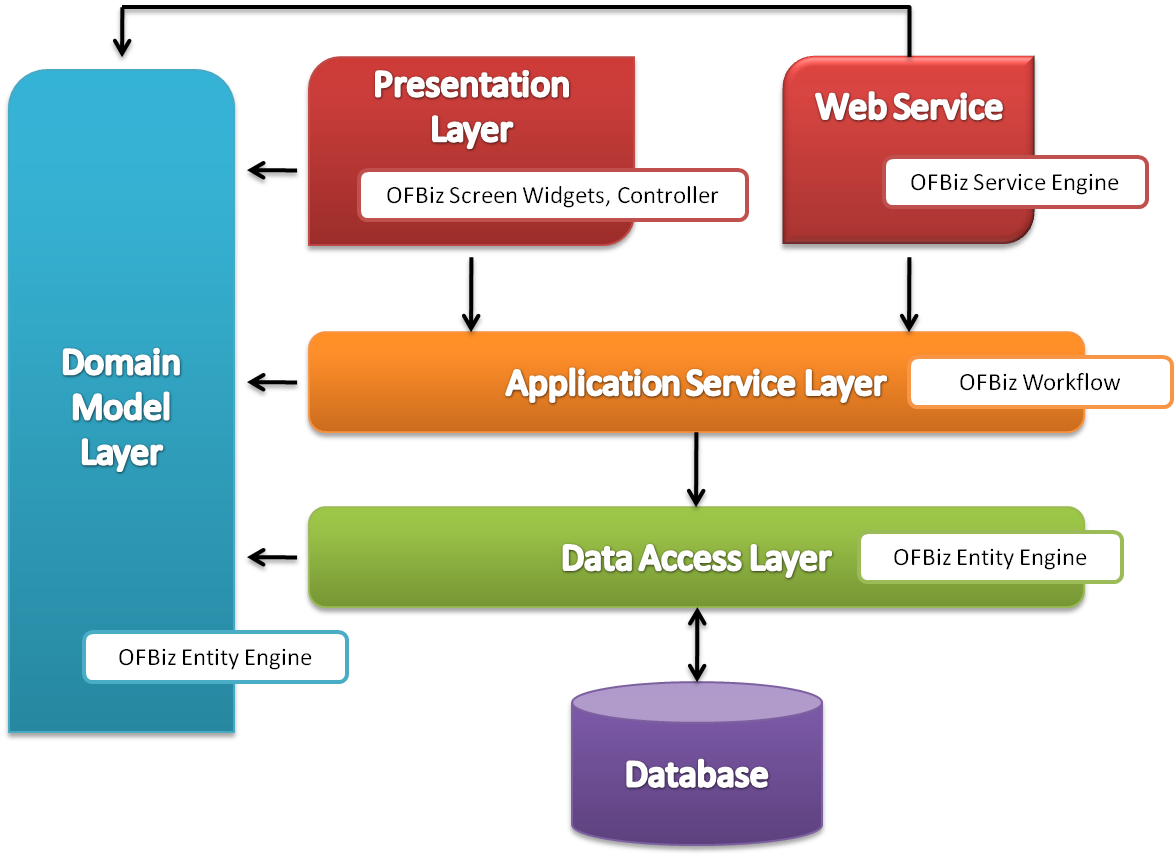 Presentation
Layer
OFBiz Screen Widgets, Controller
Web Service
OFBiz Service Engine
Domain
Model
Layer
OFBiz Entity Engine
Application Service Layer
OFBiz Workflow
Data Access Layer
OFBiz Entity Engine
Database